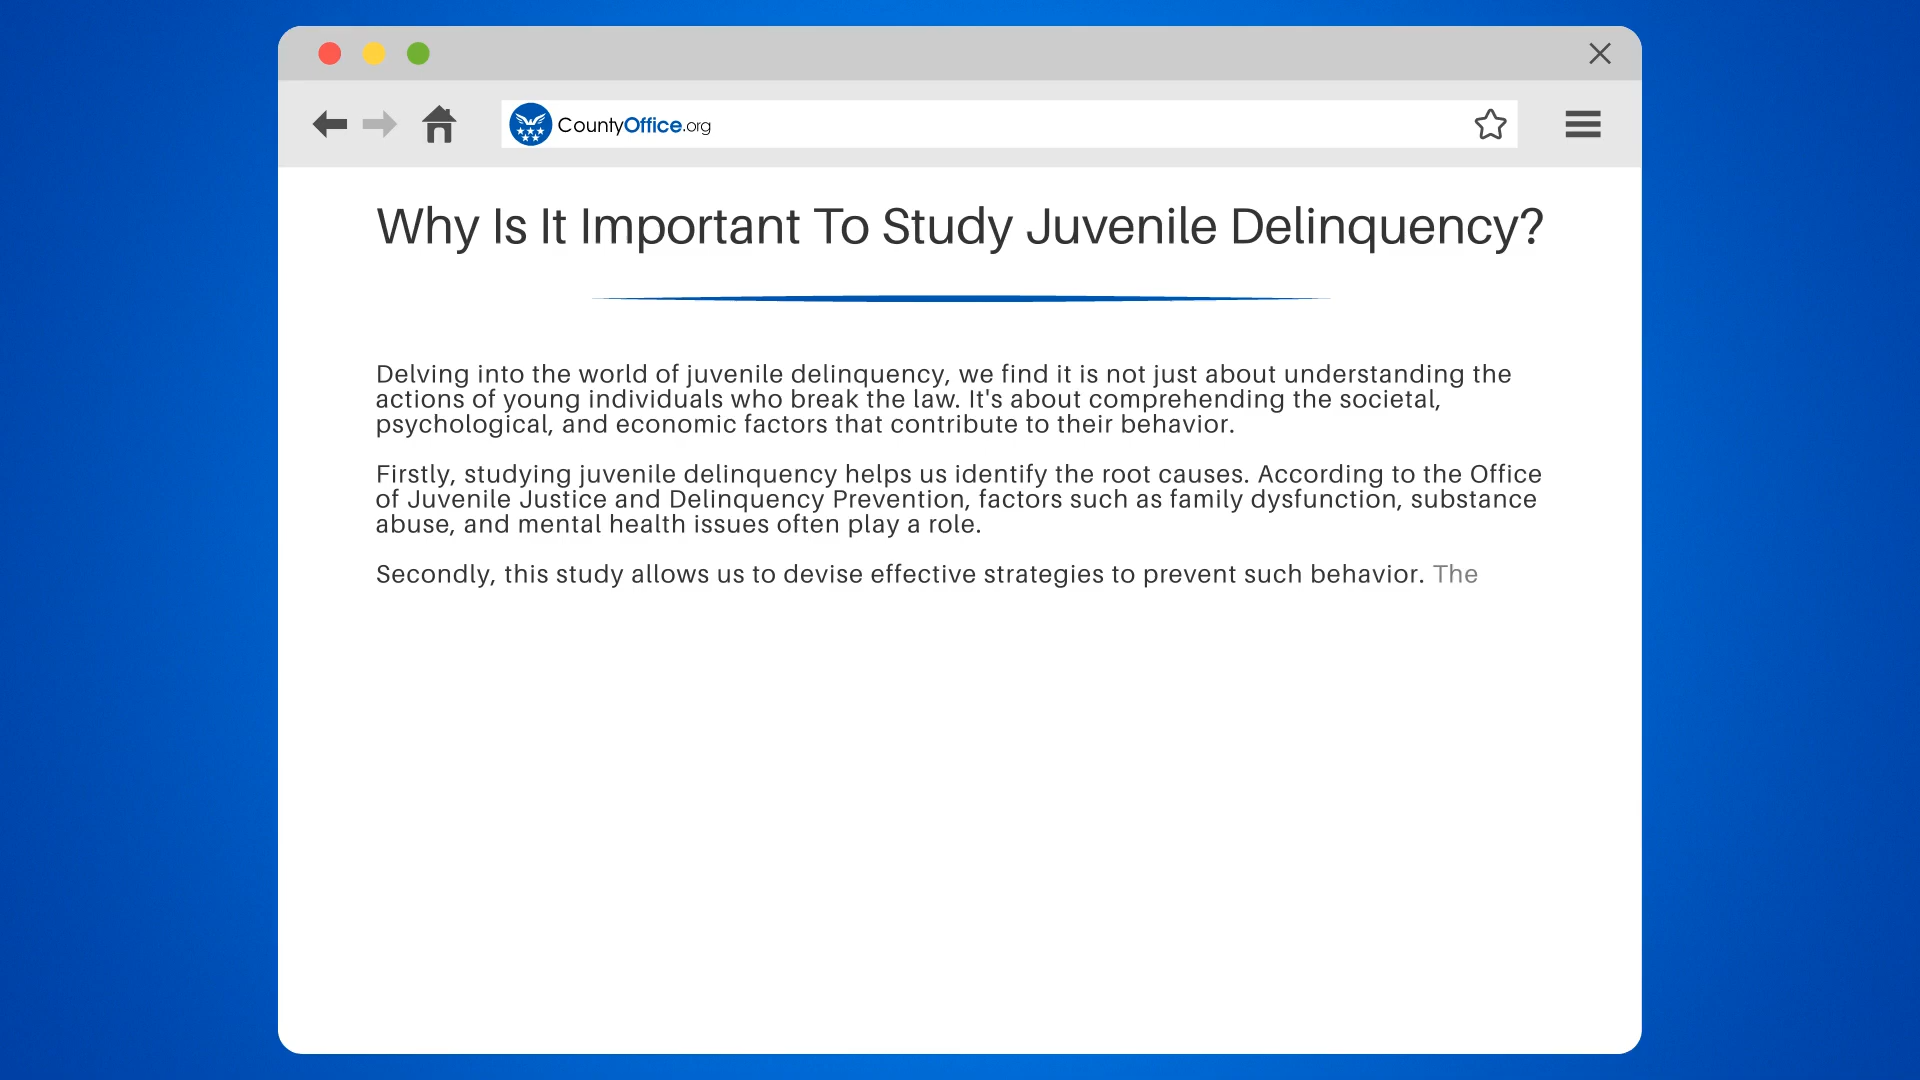 CountyOffice.org
Why Is It Important To Study Juvenile Delinquency?
Delving into the world of juvenile delinquency, we find it is not just about understanding the
actions of young individuals who break the law. It's about comprehending the societal,
psychological, and economic factors that contribute to their behavior.
Firstly, studying juvenile delinquency helps us identify the root causes. According to the Office
of Juvenile Justice and Delinquency Prevention, factors such as family dysfunction, substance
abuse, and mental health issues often play a role.
Secondly, this study allows us to devise effective strategies to prevent such behavior. The